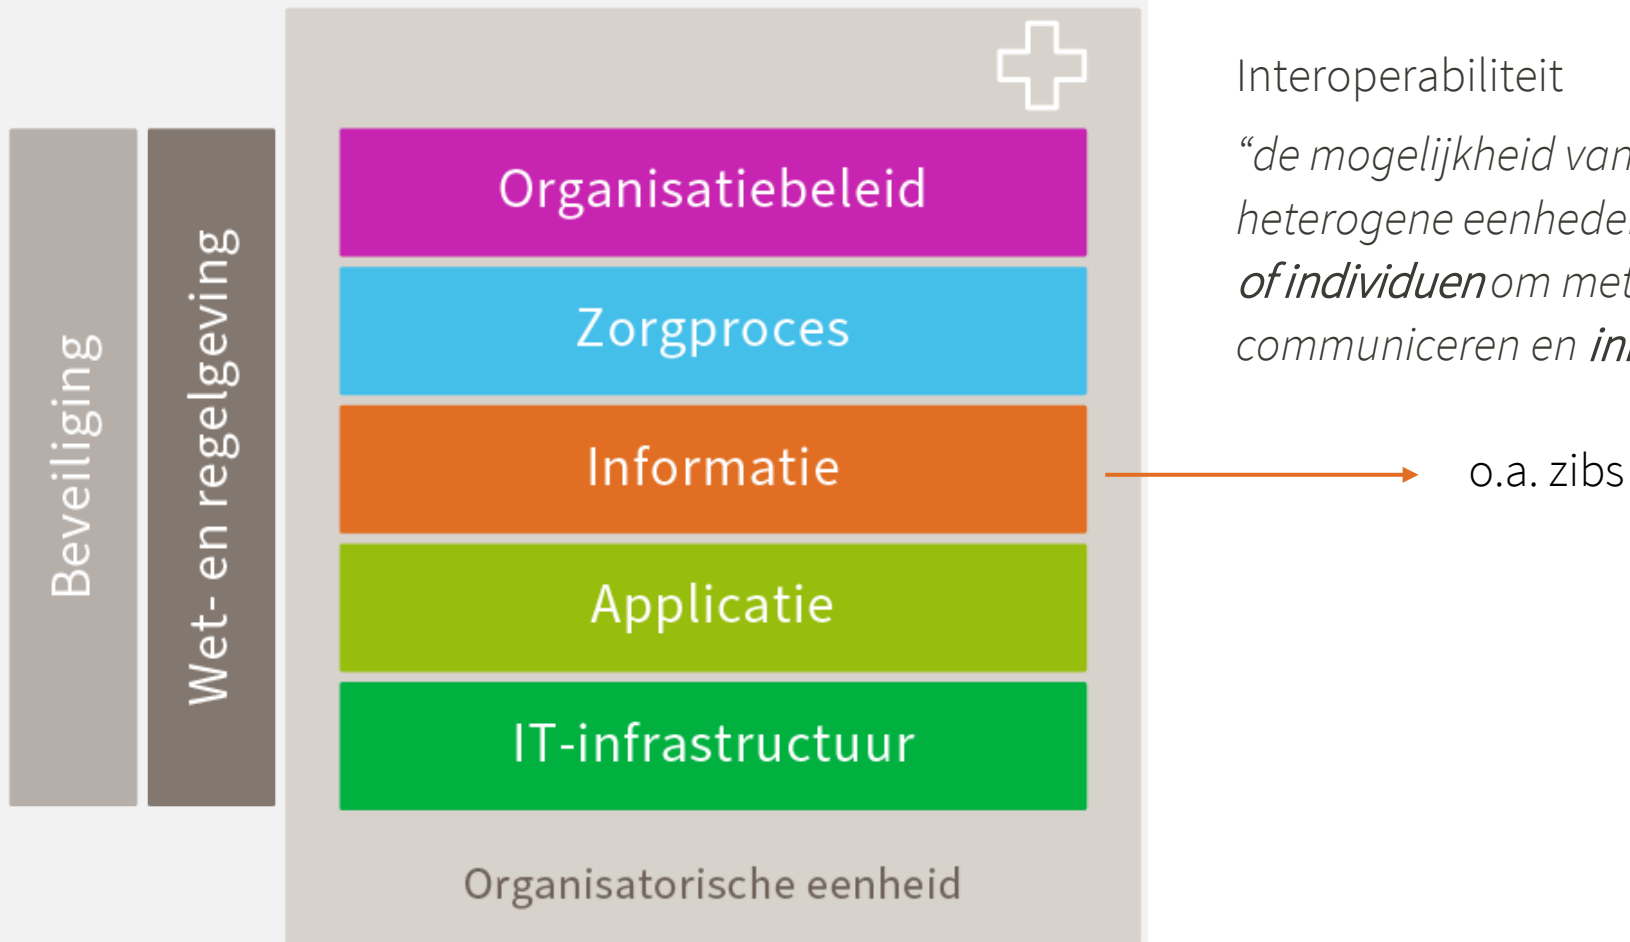 Beveiliging
Wet- en regelgeving
Organisatiebeleid
Zorgproces
Informatie
Applicatie
IT-infrastructuur
Organisatorische eenheid
Interoperabiliteit
“de mogelijkheid van
heterogene
of individuen om met
communiceren en
o.a. zibs